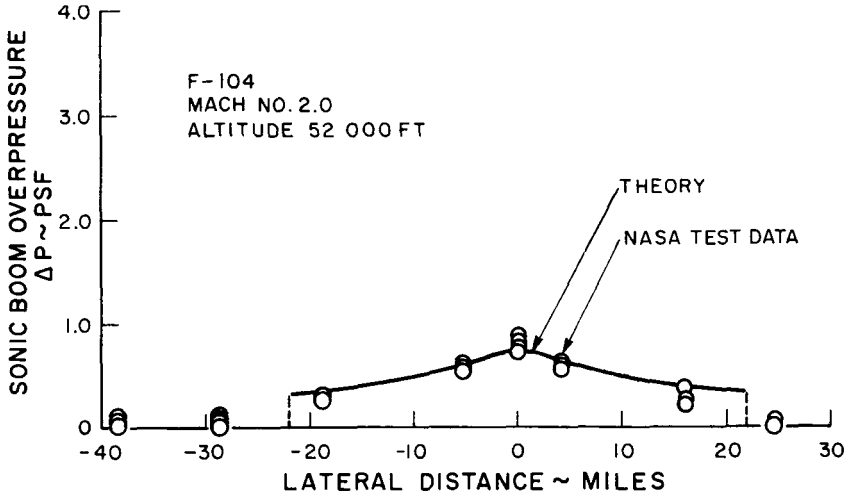 SONIC BOOM OVERPRESSURE
ΔP~PSF
4.0
3.0
2.0
1.0
0
F-104
MACH NO. 2.0
ALTITUDE 52 000 FT
THEORY
NASA TEST DATA
-40
-30
-20
-10
0
10
20
30
LATERAL DISTANCE ~ MILES